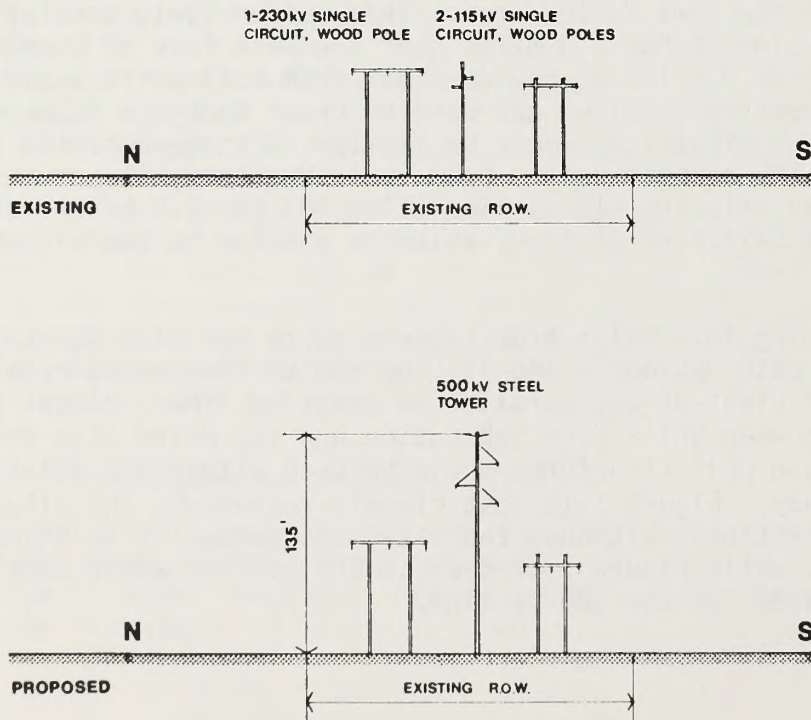 1-230kV SINGLE
CIRCUIT, WOOD POLE
2-115kV SINGLE
CIRCUIT, WOOD POLES
N
S
EXISTING
EXISTING R.O.W.
500kV STEEL
TOWER
135'
N
S
PROPOSED
EXISTING R.O.W.